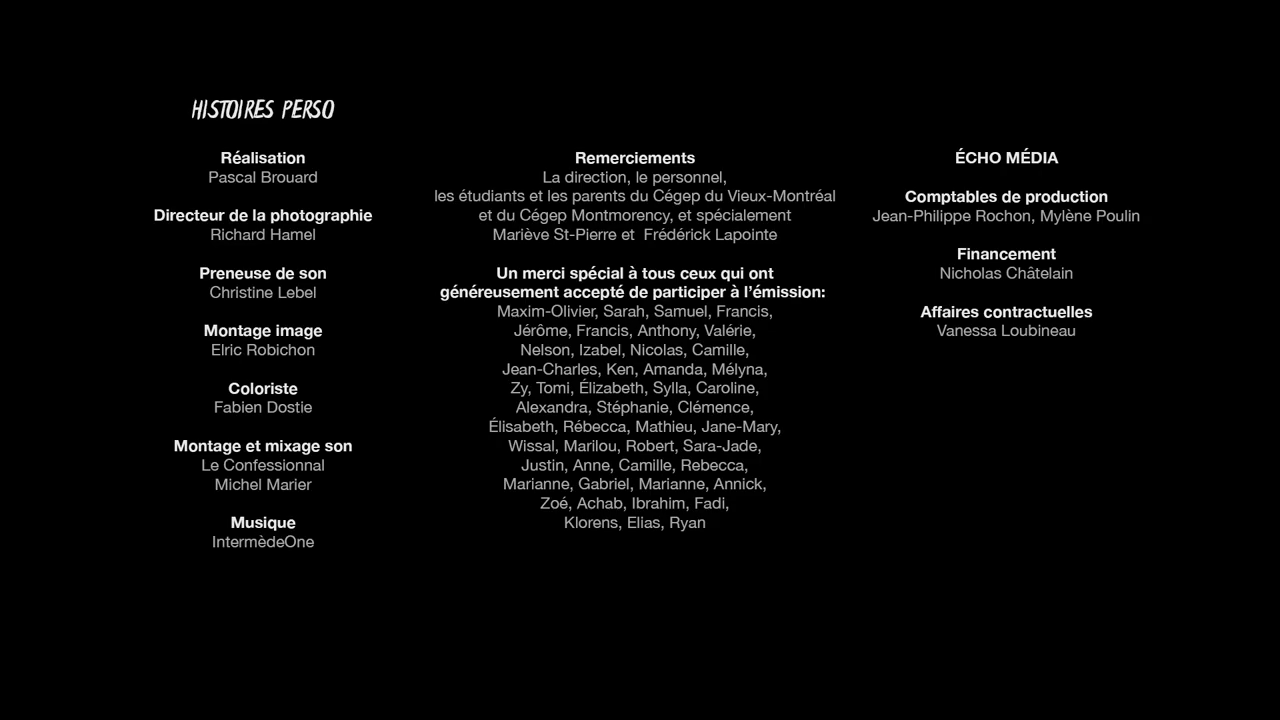 HISTOIRES PERSO
Réalisation
Pascal Brouard
Directeur de la photographie
Richard Hamel
Preneuse de son
Christine Lebel
Montage image
Elric Robichon
Coloriste
Fabien Dostie
Montage et mixage son
Le Confessionnal
Michel Marier
Musique
IntermèdeOne
Remerciements
La direction, le personnel,
les étudiants et les parents du Cégep du Vieux-Montréal
et du Cégep Montmorency, et spécialement
Mariève St-Pierre et Frédérick Lapointe
Un merci spécial à tous ceux qui ont
généreusement accepté de participer à l'émission:
Maxim-Olivier, Sarah, Samuel, Francis,
Jérôme, Francis, Anthony, Valérie,
Nelson, Izabel, Nicolas, Camille,
Jean-Charles, Ken, Amanda, Mélyna,
Zy, Tomi, Élizabeth, Sylla, Caroline,
Alexandra, Stéphanie, Clémence,
Élisabeth, Rébecca, Mathieu, Jane-Mary,
Wissal, Marilou, Robert, Sara-Jade,
Justin, Anne, Camille, Rebecca,
Marianne, Gabriel, Marianne, Annick,
Zoé, Achab, Ibrahim, Fadi,
Klorens, Elias, Ryan
ÉCHO MÉDIA
Comptables de production
Jean-Philippe Rochon, Mylène Poulin
Financement
Nicholas Châtelain
Affaires contractuelles
Vanessa Loubineau